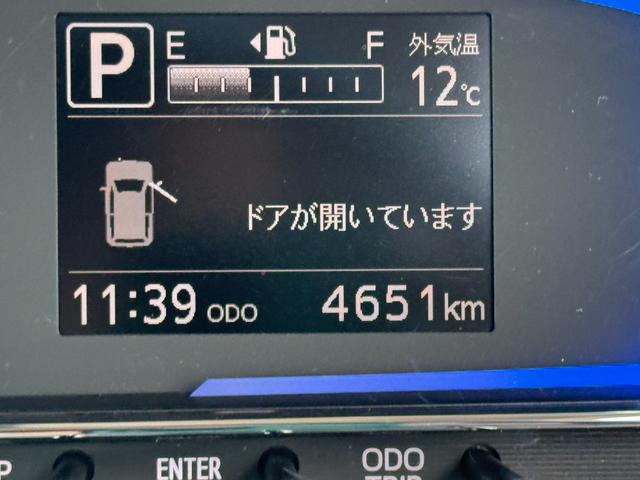 P E F 外気温
12℃
ドアが開いています
11:39 ODO 4651km
P ENTER ODO
TRIP